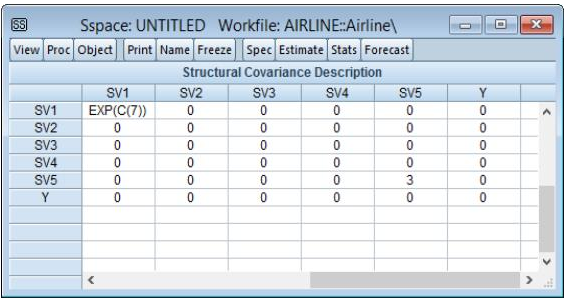 SS Sspace: UNTITLED Workfile: AIRLINE::Airline\
View Proc Object Print Name Freeze Spec Estimate Stats Forecast
Structural Covariance Description
SV1 SV2 SV3 SV4 SV5 Y
SV1 EXP(C(7)) 0 0 0 0 0
SV2 0 0 0 0 0 0
SV3 0 0 0 0 0 0
SV4 0 0 0 0 0 0
SV5 0 0 0 0 3 0
Y 0 0 0 0 0 0